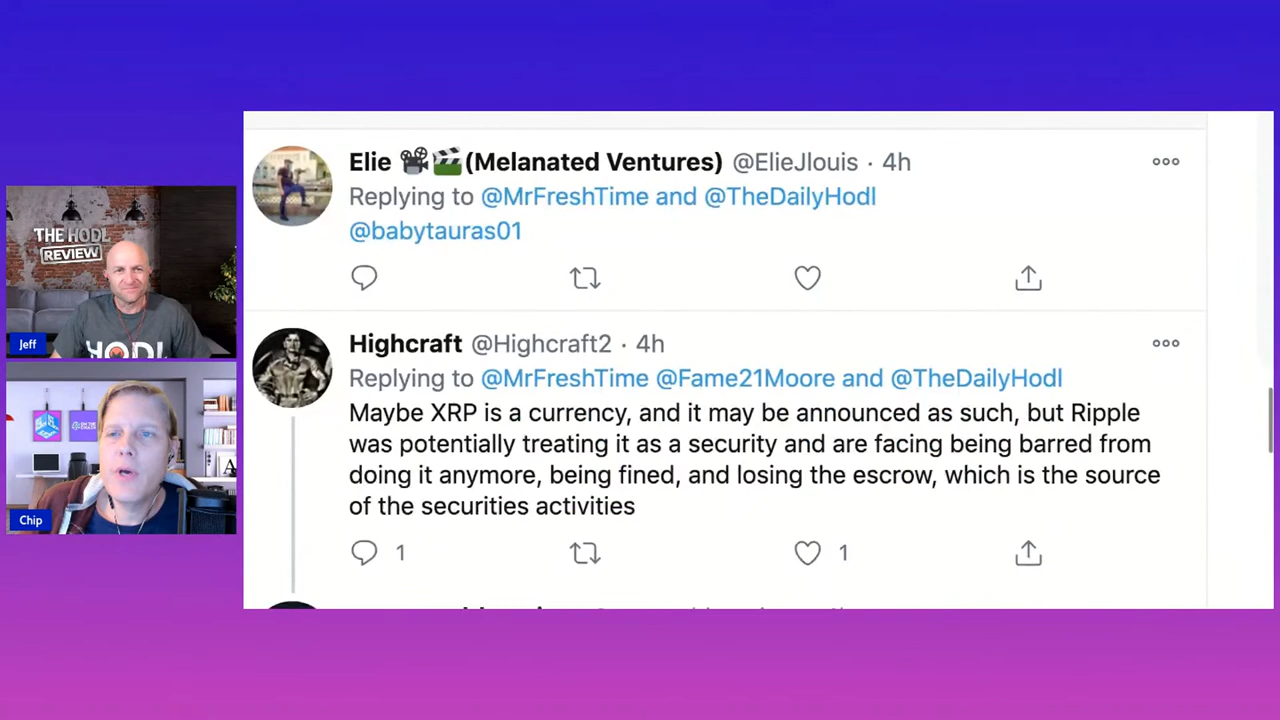 Elie 🎥🎬(Melanated Ventures) @ElieJlouis · 4h
Replying to @MrFreshTime and @TheDailyHodl
@babytauras01
THE HODL
REVIEW
HODL
Jeff
Highcraft @Highcraft2 · 4h
Replying to @MrFreshTime @Fame21Moore and @TheDailyHodl
Maybe XRP is a currency, and it may be announced as such, but Ripple
was potentially treating it as a security and are facing being barred from
doing it anymore, being fined, and losing the escrow, which is the source
of the securities activities
1 1
Chip